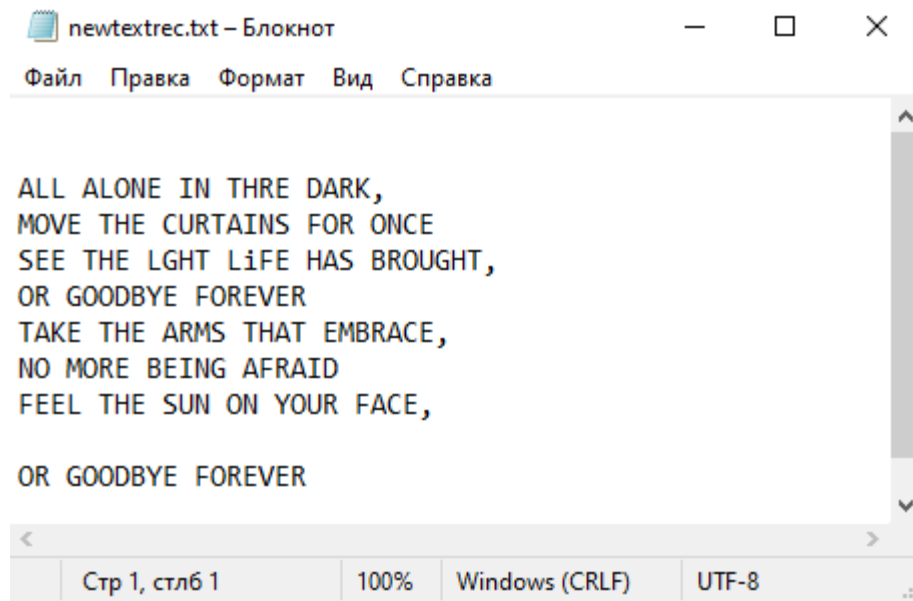 newtextrec.txt – Блокнот
Файл Правка Формат Вид Справка
ALL ALONE IN THRE DARK,
MOVE THE CURTAINS FOR ONCE
SEE THE LGHT LiFE HAS BROUGHT,
OR GOODBYE FOREVER
TAKE THE ARMS THAT EMBRACE,
NO MORE BEING AFRAID
FEEL THE SUN ON YOUR FACE,
OR GOODBYE FOREVER
Стр 1, стлб 1 100% Windows (CRLF) UTF-8